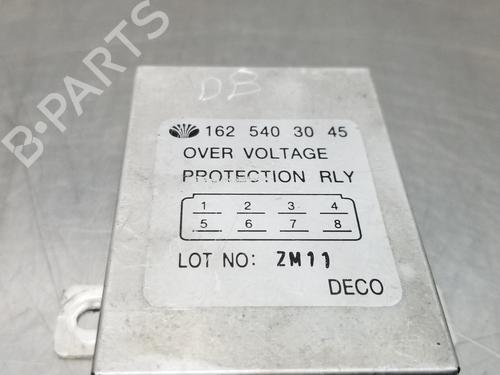 B-PARTS
DB
162 540 30 45
OVER VOLTAGE
PROTECTION RLY
1 2 3 4
5 6 7 8
LOT NO: ZM11
DECO